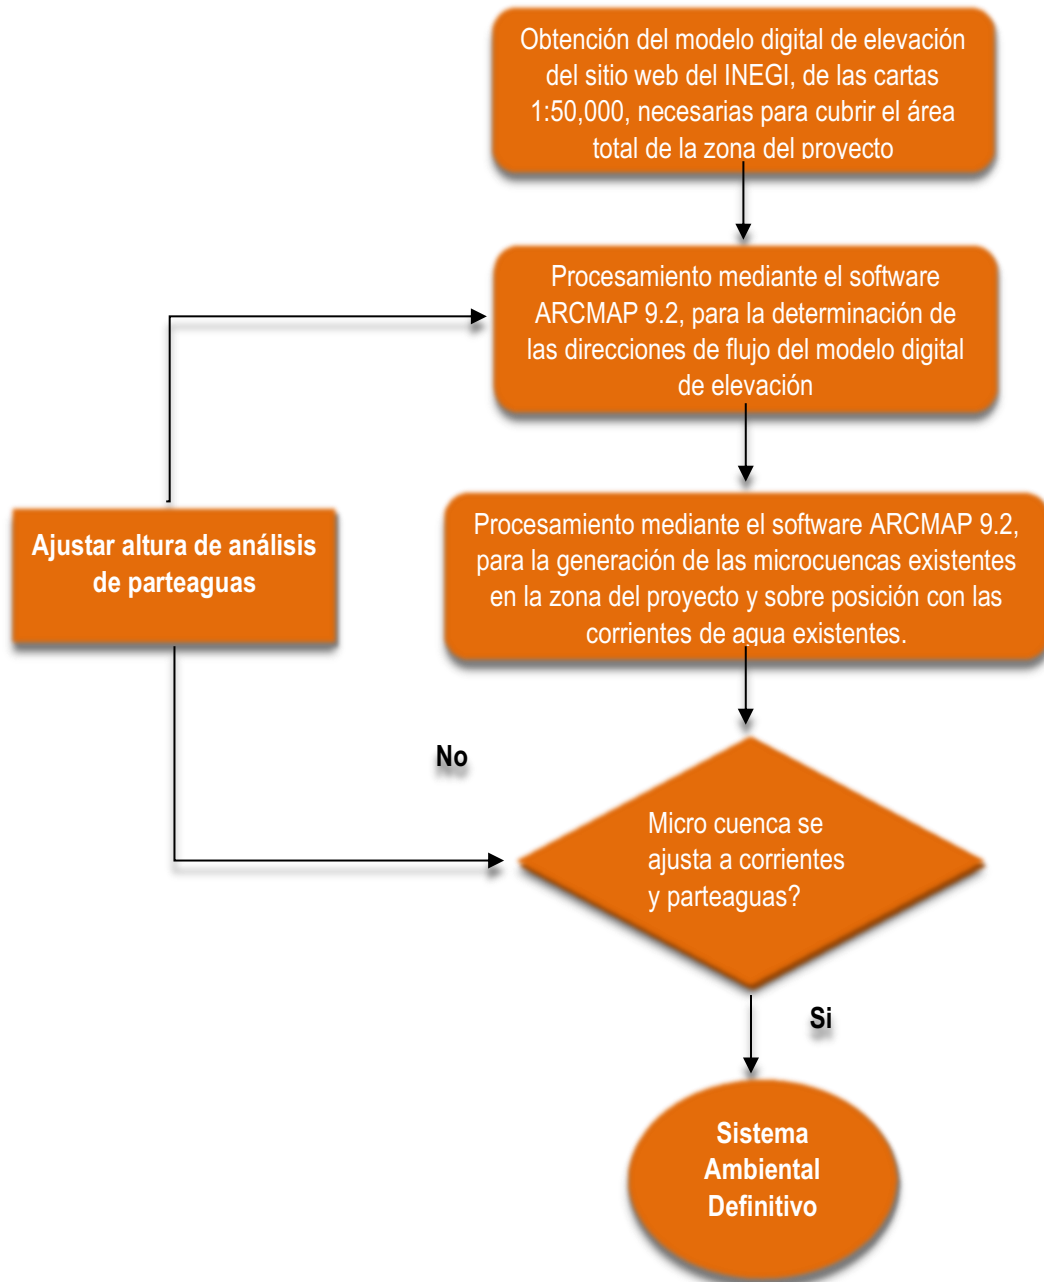 Obtención del modelo digital de elevación
del sitio web del INEGI, de las cartas
1:50,000, necesarias para cubrir el área
total de la zona del proyecto
Procesamiento mediante el software
ARCMAP 9.2, para la determinación de
las direcciones de flujo del modelo digital
de elevación
Ajustar altura de análisis
de parteaguas
Procesamiento mediante el software ARCMAP 9.2,
para la generación de las microcuencas existentes
en la zona del proyecto y sobre posición con las
corrientes de agua existentes.
No
Micro cuenca se
ajusta a corrientes
y parteaguas?
Si
Sistema
Ambiental
Definitivo